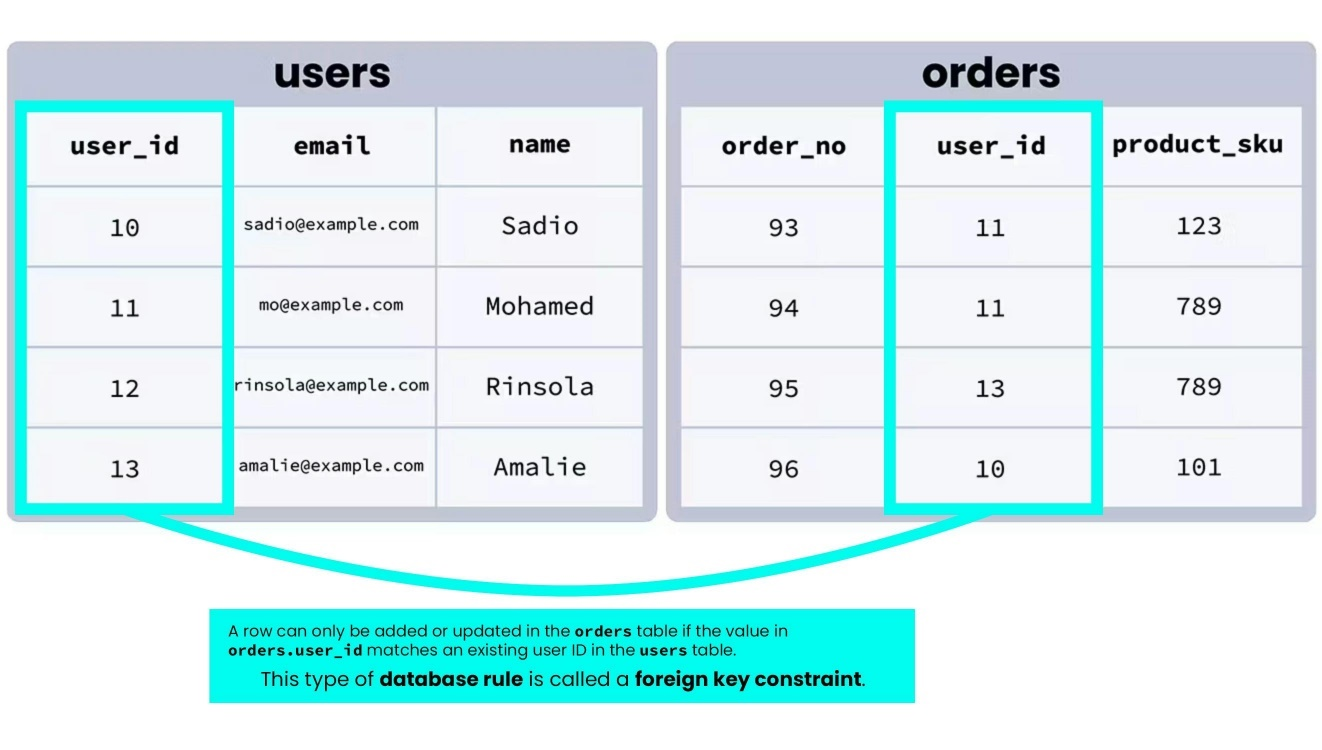 users
user_id email name
10 sadio@example.com Sadio
11 mo@example.com Mohamed
12 rinsola@example.com Rinsola
13 amalie@example.com Amalie
orders
order_no user_id product_sku
93 11 123
94 11 789
95 13 789
96 10 101
A row can only be added or updated in the orders table if the value in
orders.user_id matches an existing user ID in the users table.
This type of database rule is called a foreign key constraint.